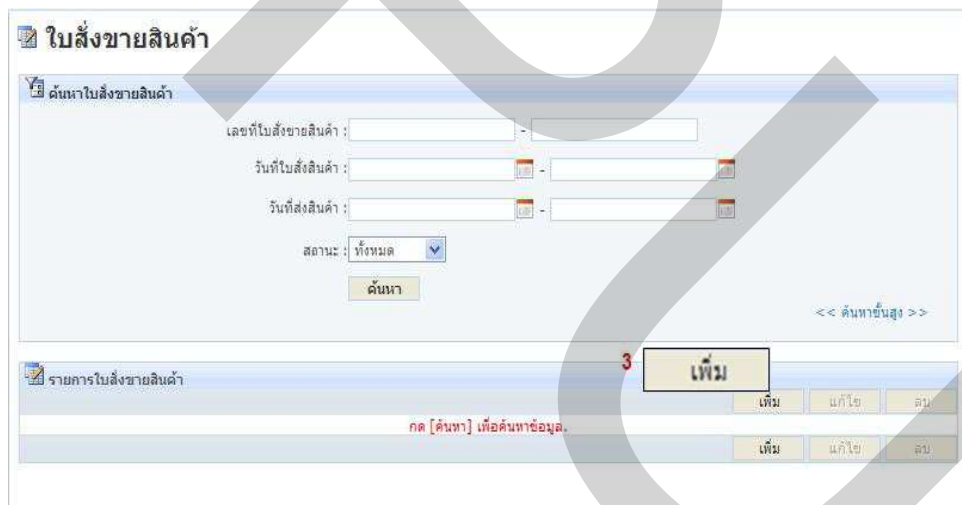 ใบสั่งขายสินค้า
ค้นหาใบสั่งขายสินค้า
เลขที่ใบสั่งขายสินค้า : -
วันที่ใบสั่งสินค้า : -
วันที่ส่งสินค้า : -
สถานะ : ทั้งหมด
ค้นหา
<< ค้นหาขั้นสูง >>
3 เพิ่ม
รายการใบสั่งขายสินค้า
เพิ่ม แก้ไข ลบ
กด [ค้นหา] เพื่อค้นหาข้อมูล.
เพิ่ม แก้ไข ลบ